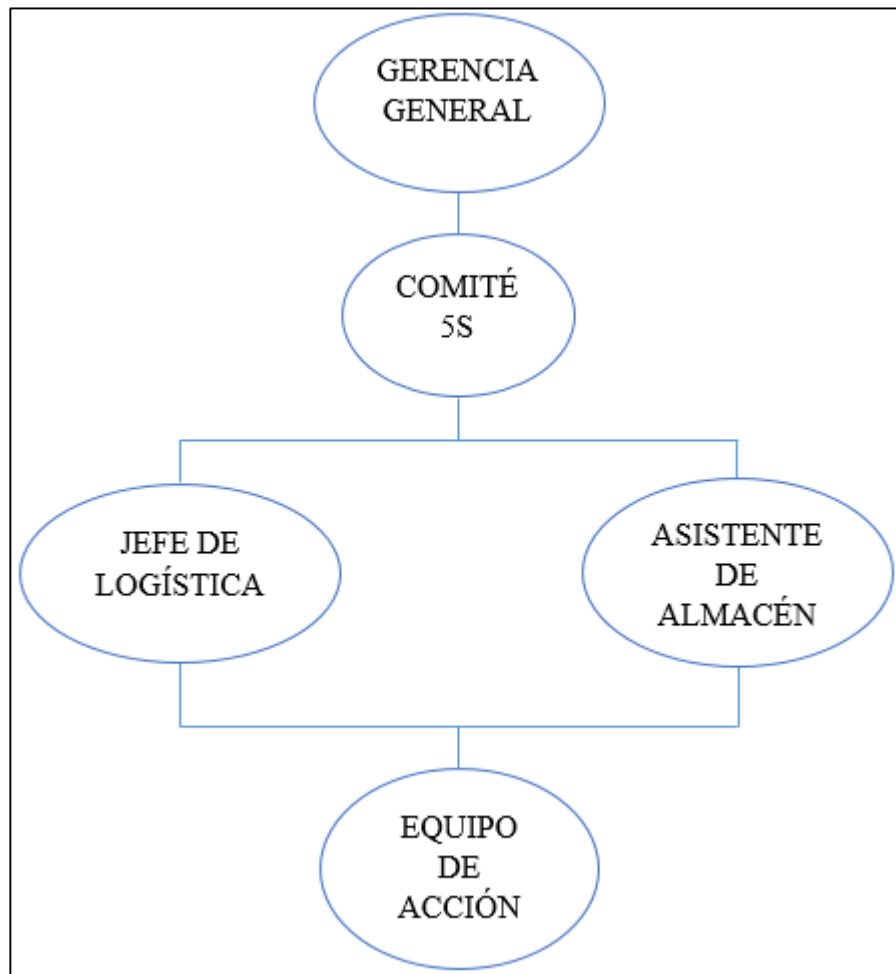 GERENCIA
GENERAL
COMITÉ
5S
JEFE DE
LOGÍSTICA
ASISTENTE
DE
ALMACÉN
EQUIPO
DE
ACCIÓN